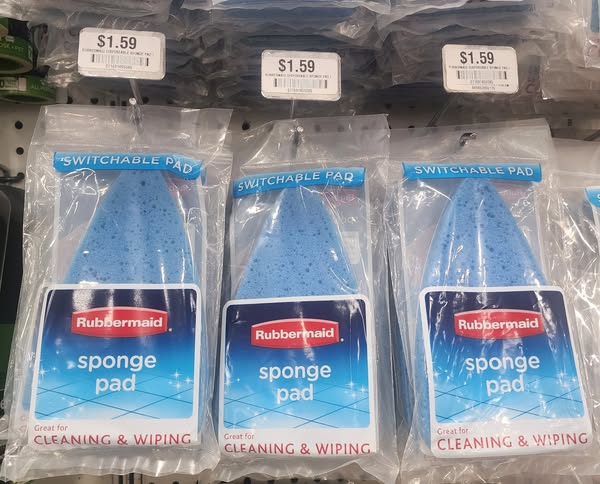 $1.59
$1.59
$1.59
SWITCHABLE PAD
SWITCHABLE PAD
SWITCHABLE PAD
Rubbermaid
sponge
pad
Great for
CLEANING & WIPING
Rubbermaid
sponge
pad
Great for
CLEANING & WIPING
Rubbermaid
sponge
pad
Great for
CLEANING & WIPING